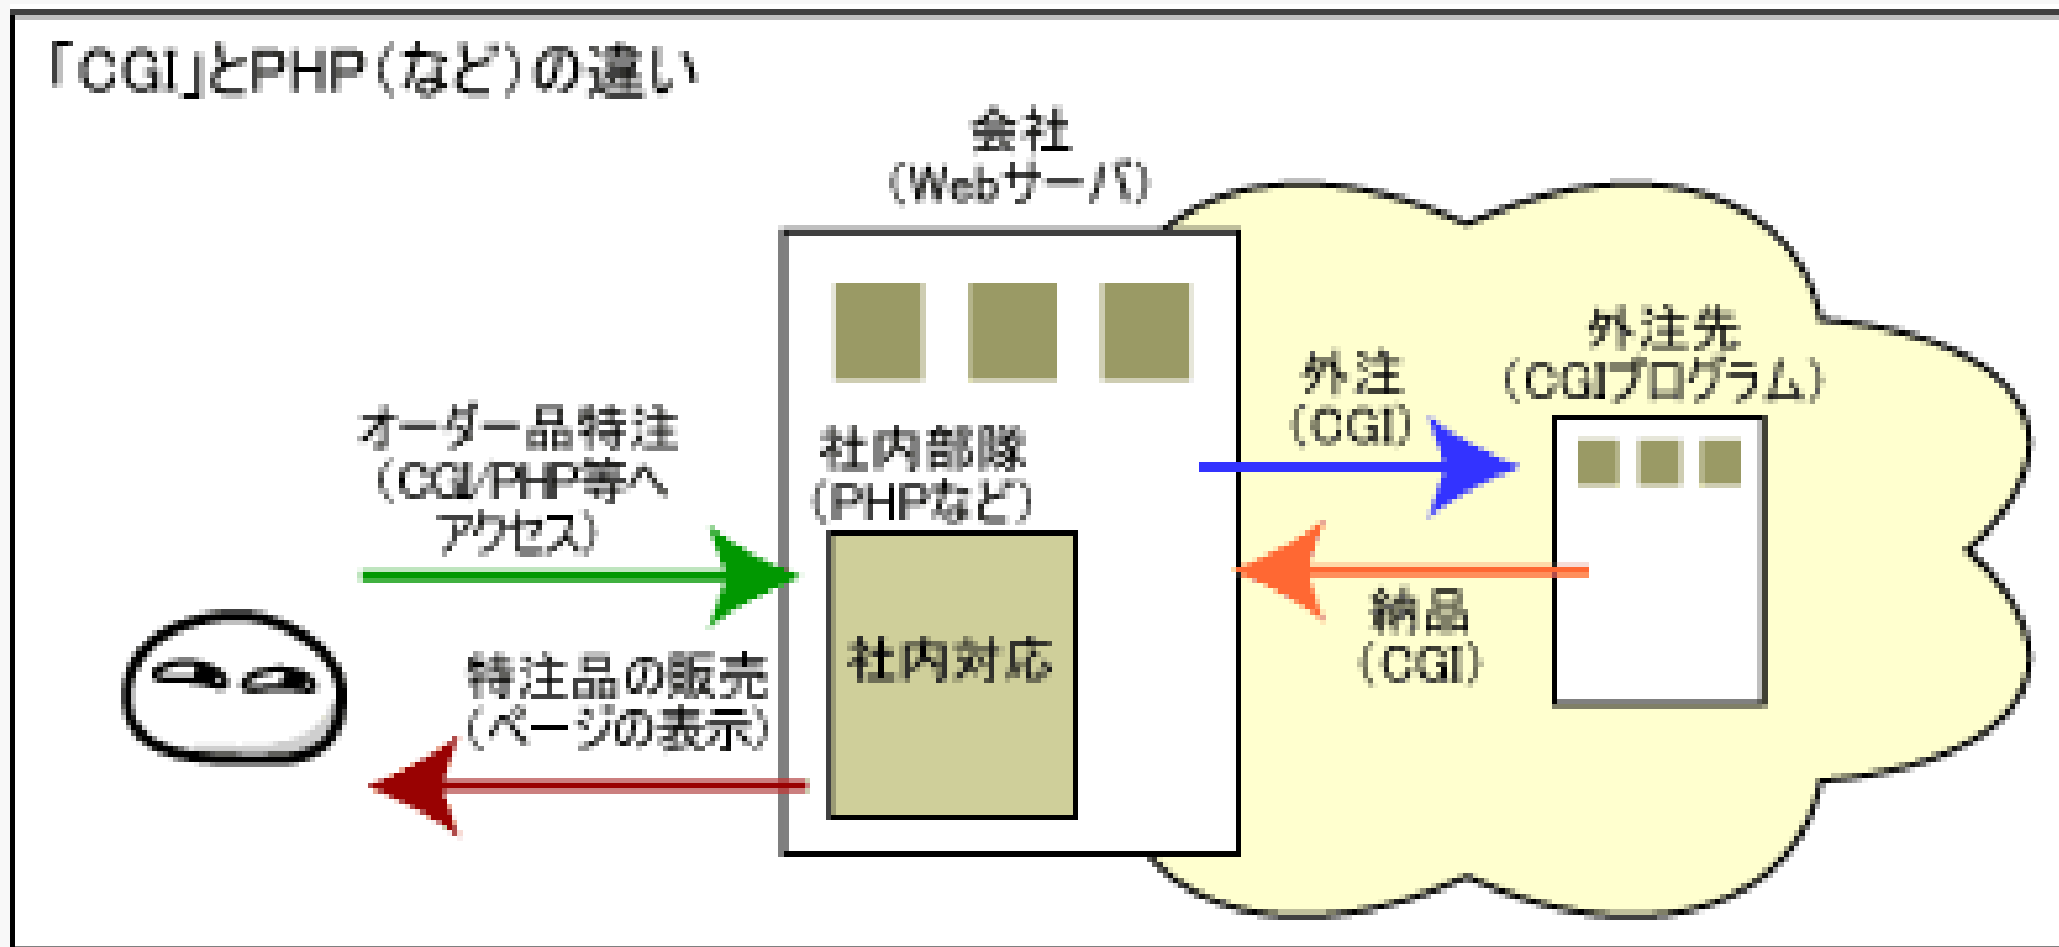 「CGI」とPHP(など)の違い
会社
(Webサーバ)
オーダー品特注
(CGI/PHP等へ
アクセス)
社内部隊
(PHPなど)
社内対応
特注品の販売
(ページの表示)
外注
(CGI)
外注先
(CGIプログラム)
納品
(CGI)